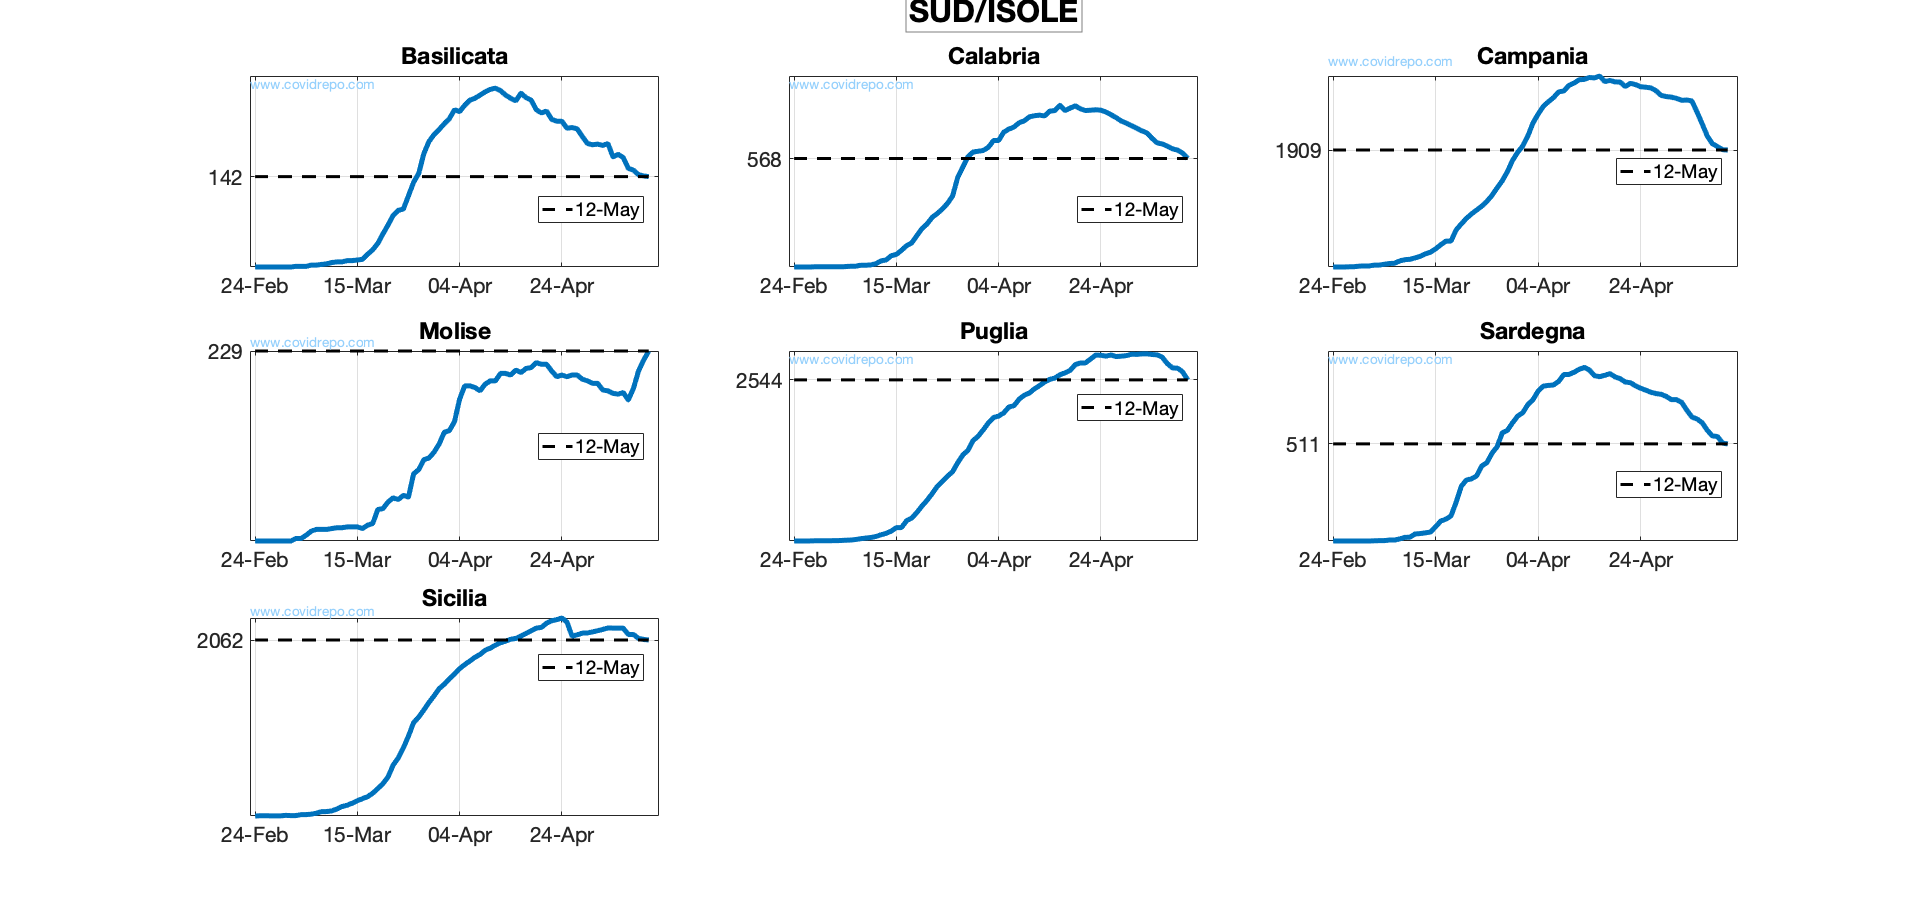 SUD/ISOLE
Basilicata
www.covidrepo.com
142
12-May
24-Feb 15-Mar 04-Apr 24-Apr
Calabria
www.covidrepo.com
568
12-May
24-Feb 15-Mar 04-Apr 24-Apr
Campania
www.covidrepo.com
1909
12-May
24-Feb 15-Mar 04-Apr 24-Apr
Molise
www.covidrepo.com
229
12-May
24-Feb 15-Mar 04-Apr 24-Apr
Puglia
www.covidrepo.com
2544
12-May
24-Feb 15-Mar 04-Apr 24-Apr
Sardegna
www.covidrepo.com
511
12-May
24-Feb 15-Mar 04-Apr 24-Apr
Sicilia
www.covidrepo.com
2062
12-May
24-Feb 15-Mar 04-Apr 24-Apr